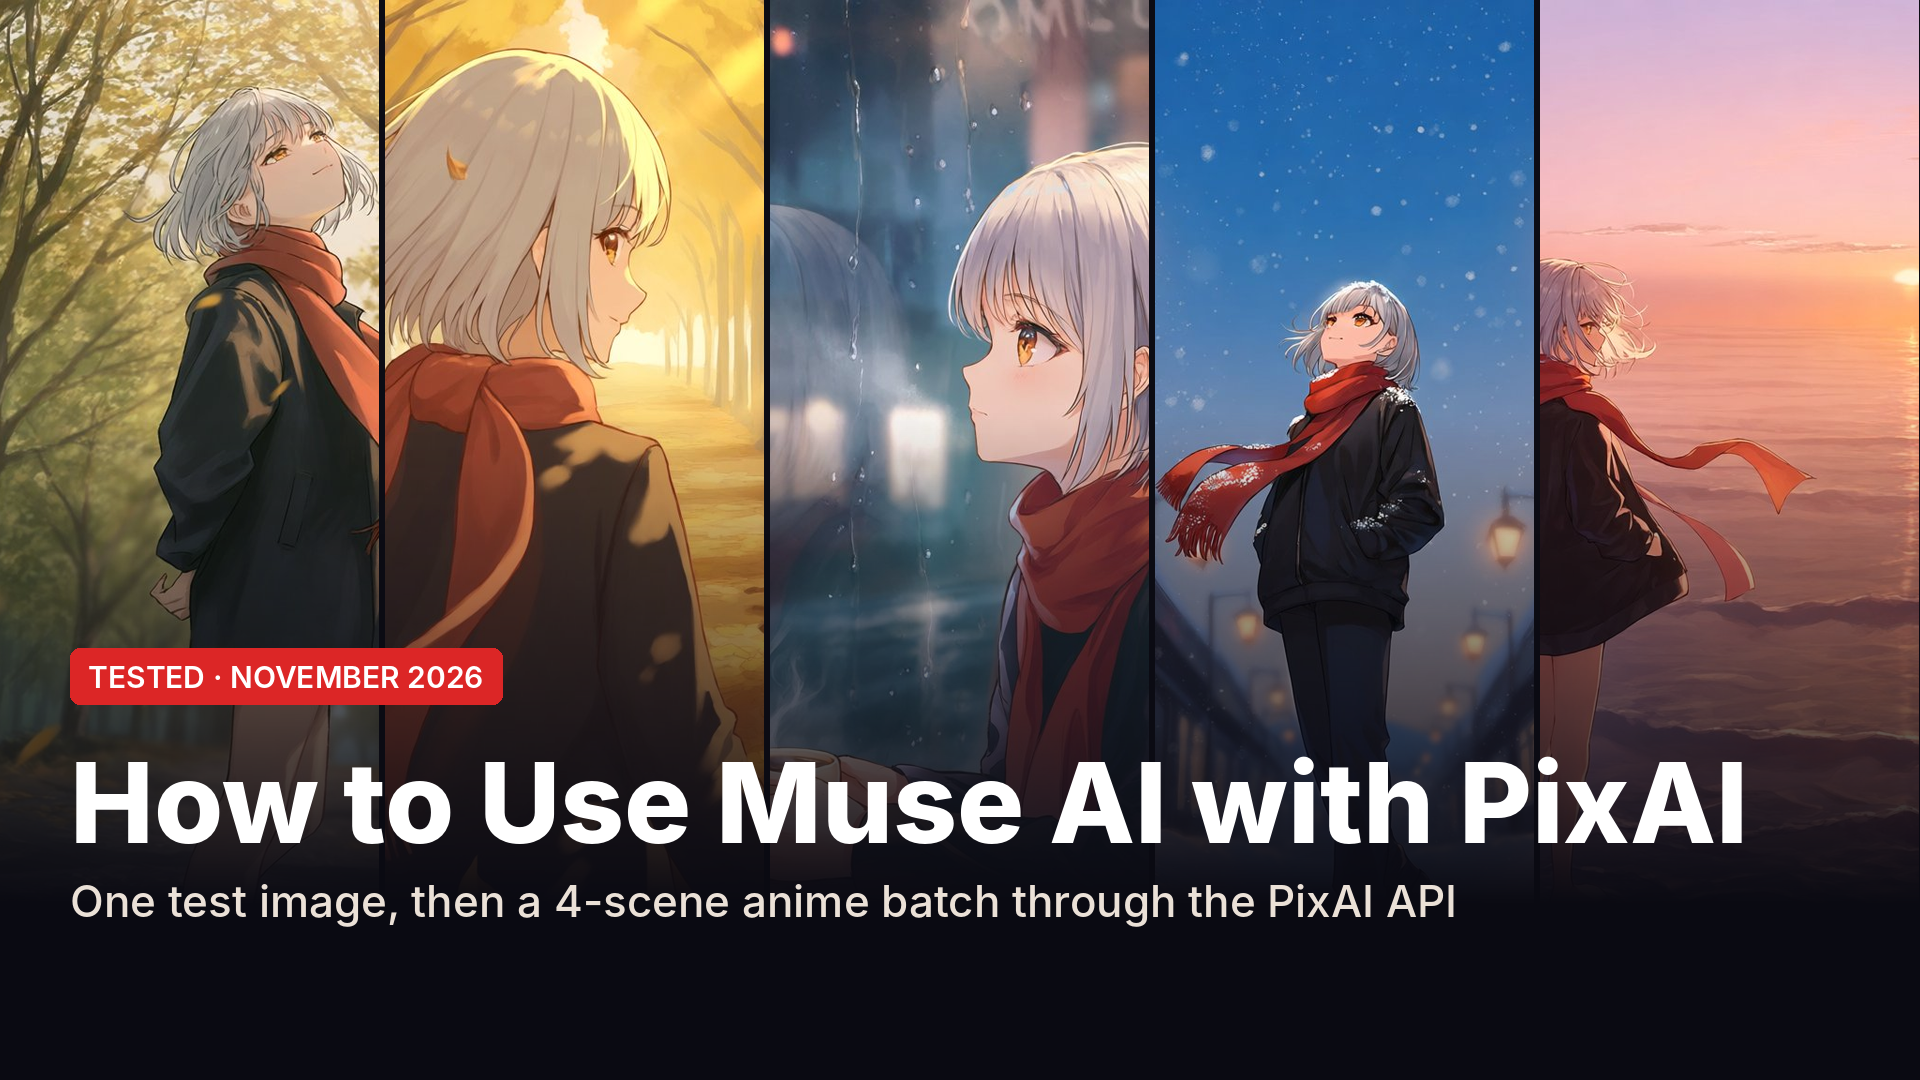 TESTED · NOVEMBER 2026
How to Use Muse AI with PixAI
One test image, then a 4-scene anime batch through the PixAI API